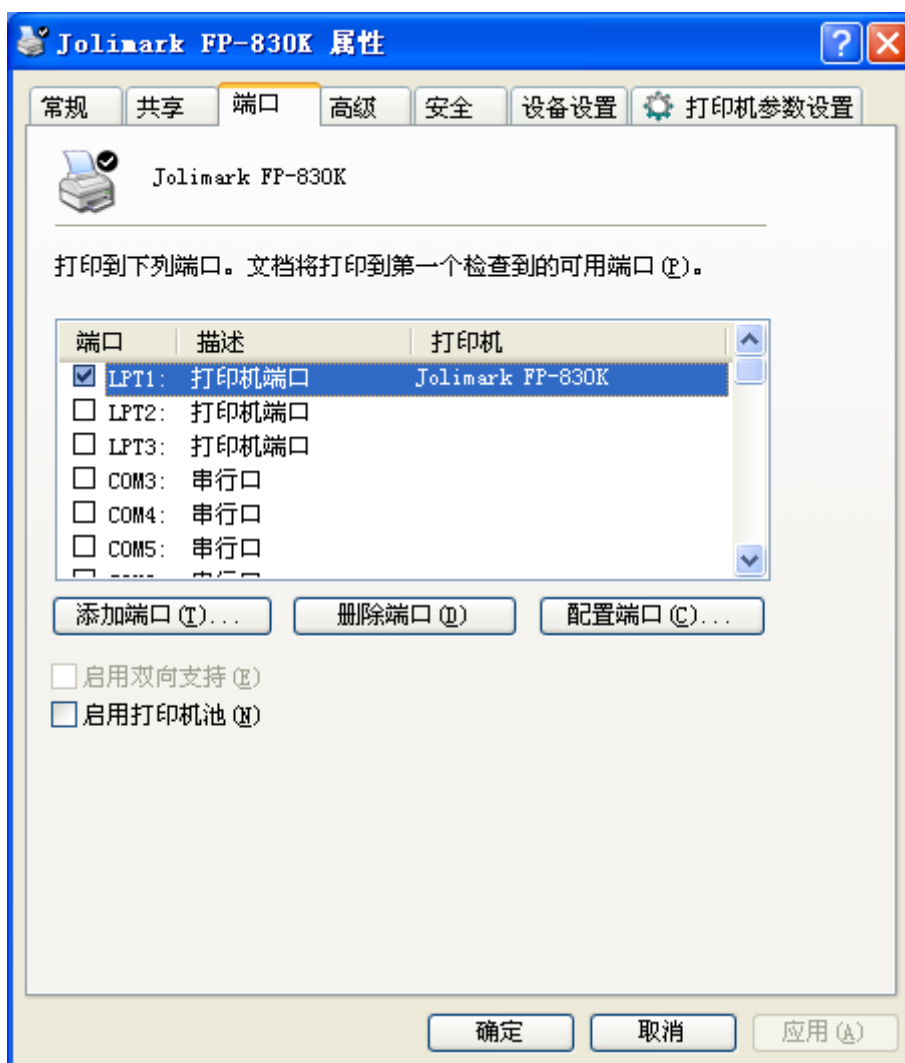 Jolimark FP-830K 属性
常规 共享 端口 高级 安全 设备设置 打印机参数设置
Jolimark FP-830K
打印到下列端口。文档将打印到第一个检查到的可用端口(P)。
端口 描述 打印机
LPT1: 打印机端口 Jolimark FP-830K
LPT2: 打印机端口
LPT3: 打印机端口
COM3: 串行口
COM4: 串行口
COM5: 串行口
添加端口(T)... 删除端口(D) 配置端口(C)...
启用双向支持(E)
启用打印机池(N)
确定 取消 应用(A)